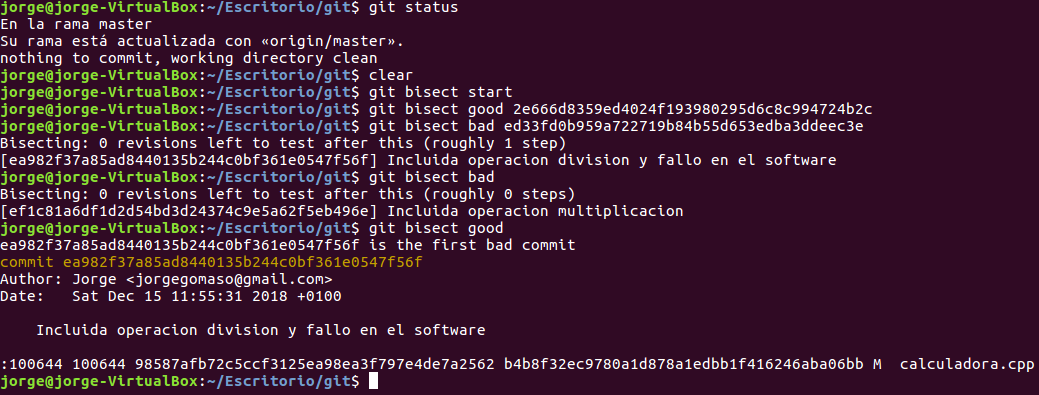 jorge@jorge-VirtualBox:~/Escritorio/git$ git status
En la rama master
Su rama está actualizada con «origin/master».
nothing to commit, working directory clean
jorge@jorge-VirtualBox:~/Escritorio/git$ clear
jorge@jorge-VirtualBox:~/Escritorio/git$ git bisect start
jorge@jorge-VirtualBox:~/Escritorio/git$ git bisect good 2e666d8359ed4024f193980295d6c8c994724b2c
jorge@jorge-VirtualBox:~/Escritorio/git$ git bisect bad ed33fd0b959a722719b84b55d653edba3ddeec3e
Bisecting: 0 revisions left to test after this (roughly 1 step)
[ea982f37a85ad8440135b244c0bf361e0547f56f] Incluida operacion division y fallo en el software
jorge@jorge-VirtualBox:~/Escritorio/git$ git bisect bad
Bisecting: 0 revisions left to test after this (roughly 0 steps)
[ef1c81a6df1d2d54bd3d24374c9e5a62f5eb496e] Incluida operacion multiplicacion
jorge@jorge-VirtualBox:~/Escritorio/git$ git bisect good
ea982f37a85ad8440135b244c0bf361e0547f56f is the first bad commit
commit ea982f37a85ad8440135b244c0bf361e0547f56f
Author: Jorge <jorgegomaso@gmail.com>
Date:   Sat Dec 15 11:55:31 2018 +0100
    Incluida operacion division y fallo en el software
:100644 100644 98587afb72c5ccf3125ea98ea3f797e4de7a2562 b4b8f32ec9780a1d878a1edbb1f416246aba06bb M	calculadora.cpp
jorge@jorge-VirtualBox:~/Escritorio/git$